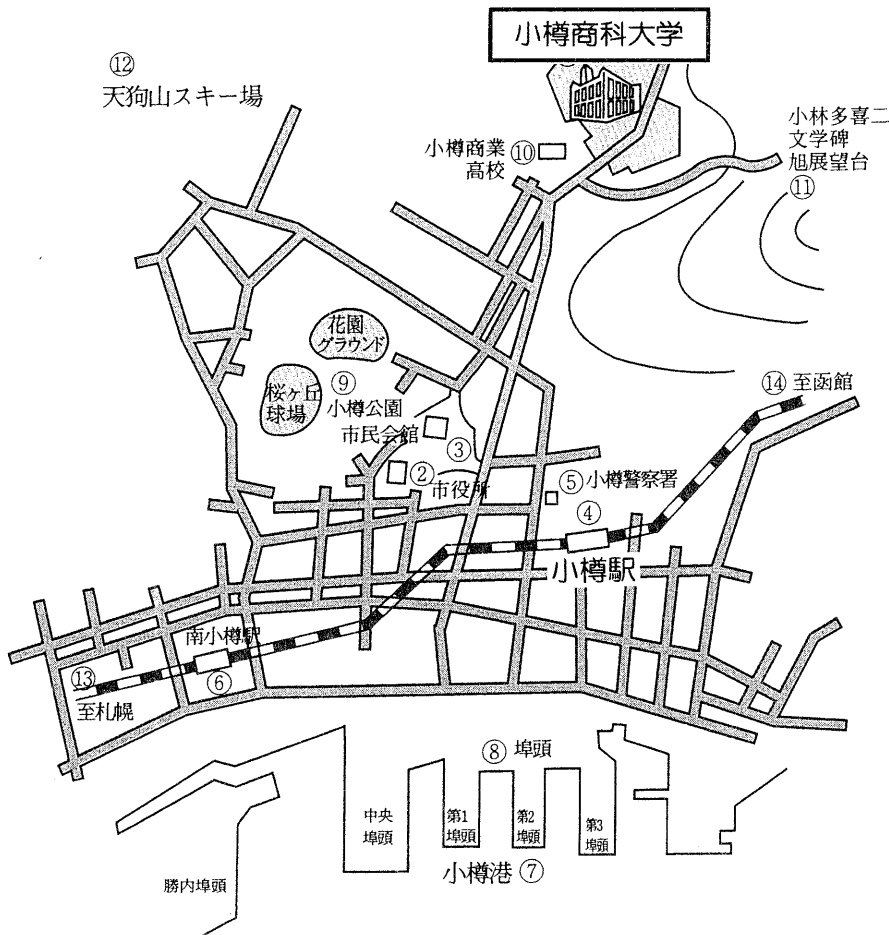 小樽商科大学
⑫
天狗山スキー場
小樽商業
高校
⑩
小林多喜二
文学碑
旭展望台
⑪
花園
グラウンド
桜ヶ丘
球場
⑨
小樽公園
市民会館
③
②
市役所
⑭至函館
⑤小樽警察署
④
小樽駅
南小樽駅
⑥
⑬
至札幌
⑧埠頭
中央
埠頭
第1
埠頭
第2
埠頭
第3
埠頭
小樽港⑦
勝内埠頭